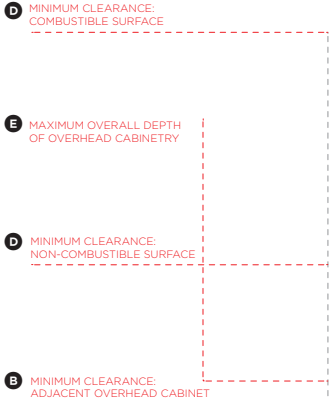 D MINIMUM CLEARANCE:
COMBUSTIBLE SURFACE
E MAXIMUM OVERALL DEPTH
OF OVERHEAD CABINETRY
D MINIMUM CLEARANCE:
NON-COMBUSTIBLE SURFACE
B MINIMUM CLEARANCE:
ADJACENT OVERHEAD CABINET